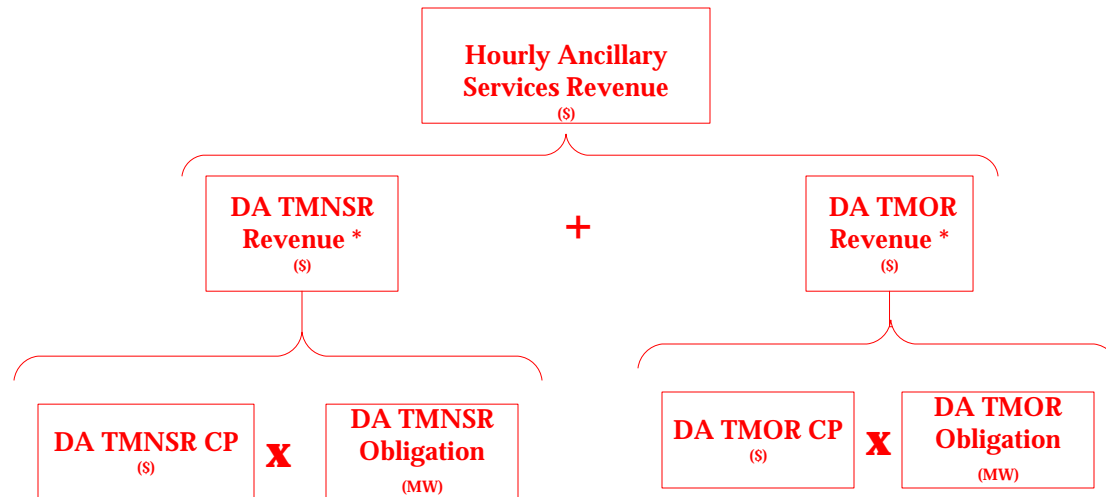 Hourly Ancillary
Services Revenue
($)
DA TMNSR
Revenue *
($)
+
DA TMOR
Revenue *
($)
DA TMNSR CP
($)
x
DA TMNSR
Obligation
(MW)
DA TMOR CP
($)
x
DA TMOR
Obligation
(MW)